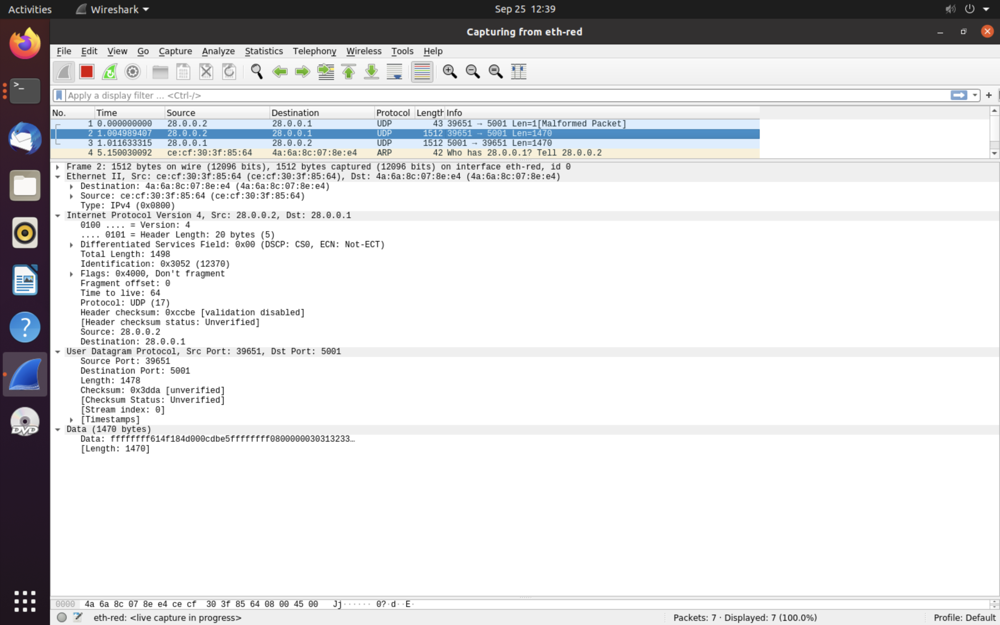 Activities Wireshark Sep 25 12:39
Capturing from eth-red
File Edit View Go Capture Analyze Statistics Telephony Wireless Tools Help
Apply a display filter ... <Ctrl-/> +
No. Time Source Destination Protocol Length Info
1 0.000000000 28.0.0.2 28.0.0.1 UDP 43 39651 → 5001 Len=1[Malformed Packet]
2 1.004989407 28.0.0.2 28.0.0.1 UDP 1512 39651 → 5001 Len=1470
3 1.011633315 28.0.0.1 28.0.0.2 UDP 1512 5001 → 39651 Len=1470
4 5.150030092 ce:cf:30:3f:85:64 4a:6a:8c:07:8e:e4 ARP 42 Who has 28.0.0.1? Tell 28.0.0.2
Frame 2: 1512 bytes on wire (12096 bits), 1512 bytes captured (12096 bits) on interface eth-red, id 0
Ethernet II, Src: ce:cf:30:3f:85:64 (ce:cf:30:3f:85:64), Dst: 4a:6a:8c:07:8e:e4 (4a:6a:8c:07:8e:e4)
Destination: 4a:6a:8c:07:8e:e4 (4a:6a:8c:07:8e:e4)
Source: ce:cf:30:3f:85:64 (ce:cf:30:3f:85:64)
Type: IPv4 (0x0800)
Internet Protocol Version 4, Src: 28.0.0.2, Dst: 28.0.0.1
0100 .... = Version: 4
.... 0101 = Header Length: 20 bytes (5)
Differentiated Services Field: 0x00 (DSCP: CS0, ECN: Not-ECT)
Total Length: 1498
Identification: 0x3052 (12370)
Flags: 0x4000, Don't fragment
Fragment offset: 0
Time to live: 64
Protocol: UDP (17)
Header checksum: 0xccbe [validation disabled]
[Header checksum status: Unverified]
Source: 28.0.0.2
Destination: 28.0.0.1
User Datagram Protocol, Src Port: 39651, Dst Port: 5001
Source Port: 39651
Destination Port: 5001
Length: 1478
Checksum: 0x3dda [unverified]
[Checksum Status: Unverified]
[Stream index: 0]
[Timestamps]
Data (1470 bytes)
Data: ffffffff614f184d000cdbe5ffffffff0800000030313233…
[Length: 1470]
0000 4a 6a 8c 07 8e e4 ce cf 30 3f 85 64 08 00 45 00 Jj······ 0?·d··E·
eth-red: <live capture in progress> Packets: 7 · Displayed: 7 (100.0%) Profile: Default
DVD